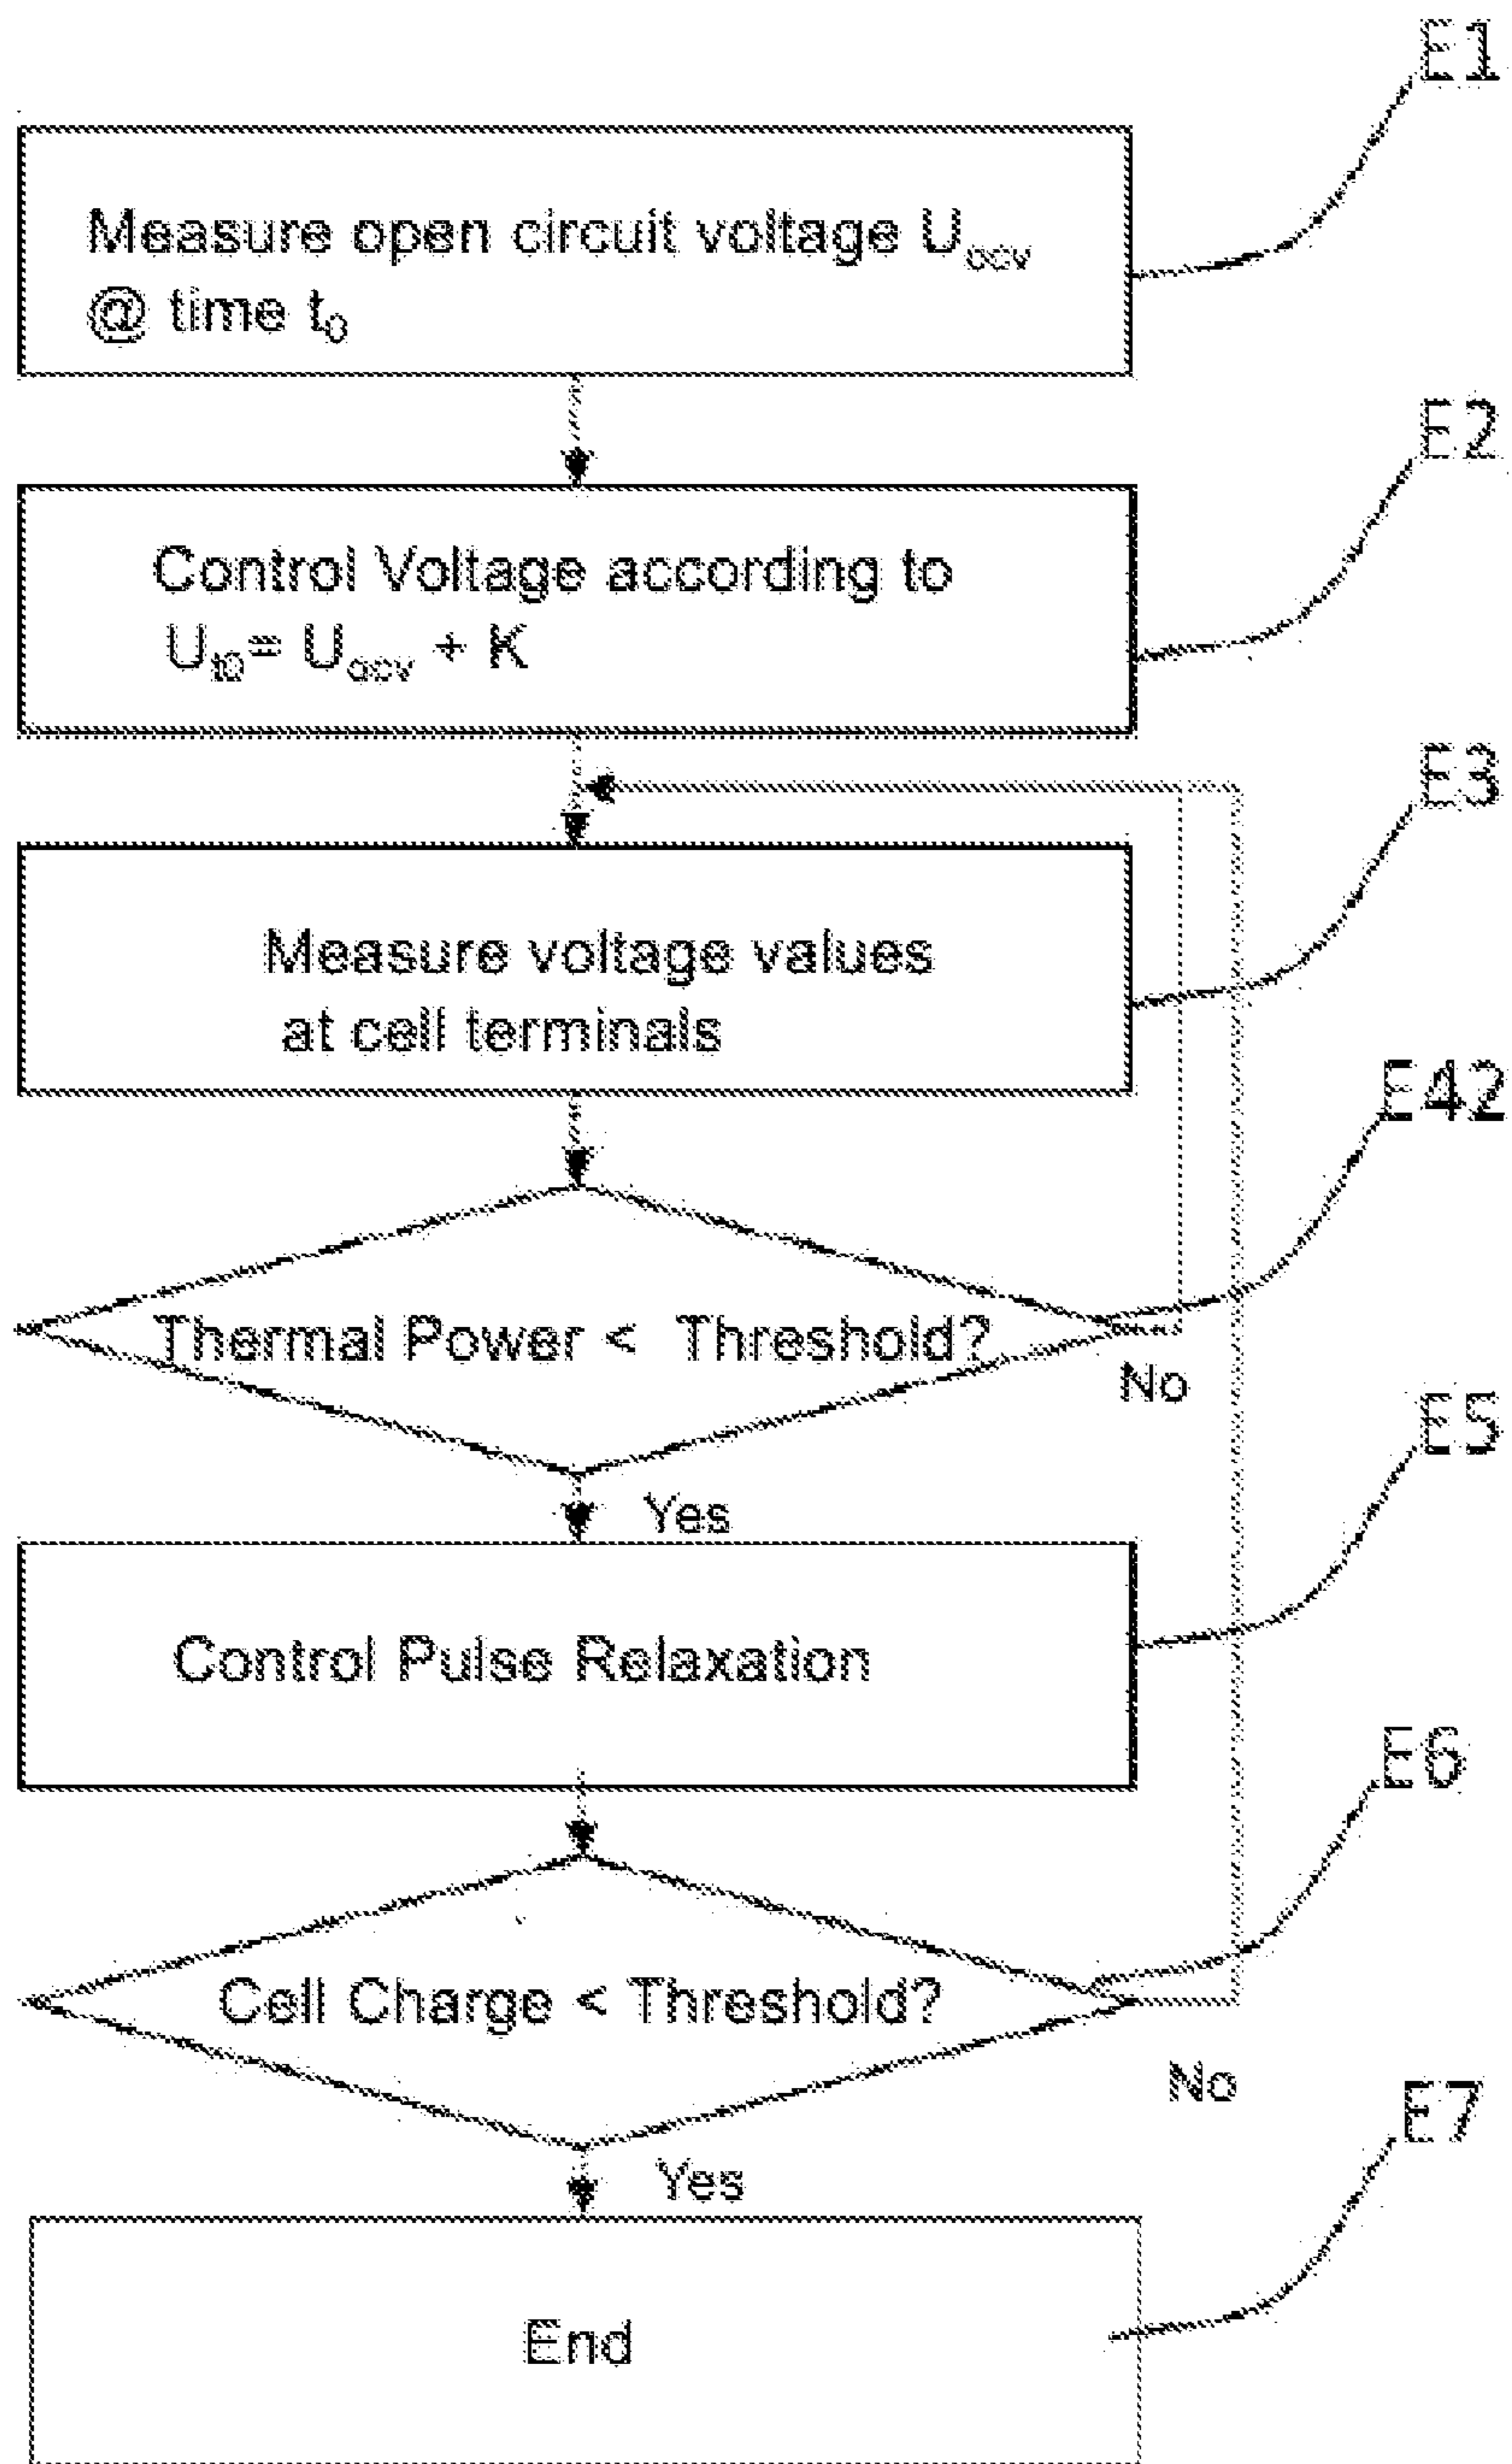 E1
Measure open circuit voltage Uocv
@ time t0
E2
Control Voltage according to
Ut0= Uocv + K
E3
Measure voltage values
at cell terminals
E42
Thermal Power < Threshold?
No
E5
Yes
Control Pulse Relaxation
E6
Cell Charge < Threshold?
No
E7
Yes
End